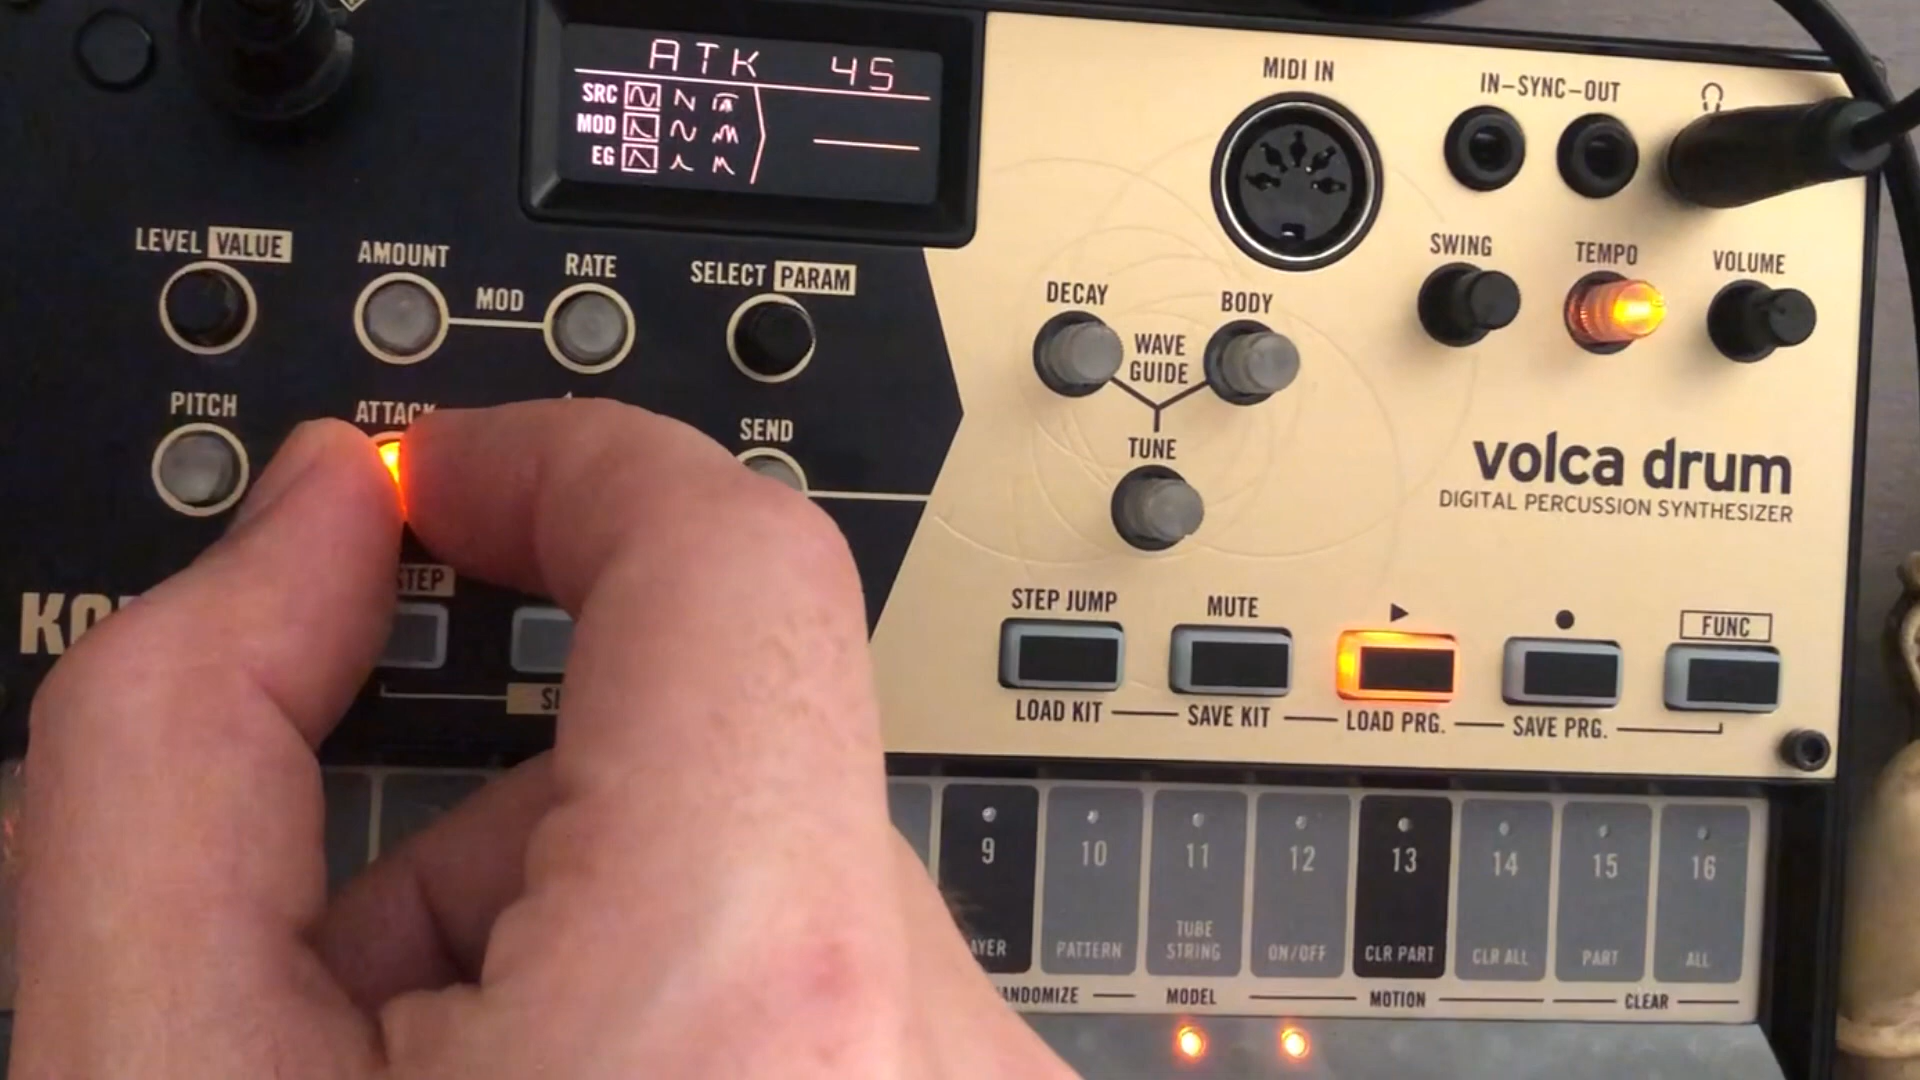 ATK 45
SRC
MOD
EG
MIDI IN
IN–SYNC–OUT
LEVEL VALUE
AMOUNT
MOD
RATE
SELECT PARAM
DECAY
BODY
WAVE
GUIDE
TUNE
SWING
TEMPO
VOLUME
PITCH
ATTACK
SEND
volca drum
DIGITAL PERCUSSION SYNTHESIZER
STEP
STEP JUMP
MUTE
FUNC
LOAD KIT
SAVE KIT
LOAD PRG.
SAVE PRG.
9
10
11
12
13
14
15
16
PATTERN
TUBE
STRING
ON/OFF
CLR PART
CLR ALL
PART
ALL
MODEL
MOTION
CLEAR